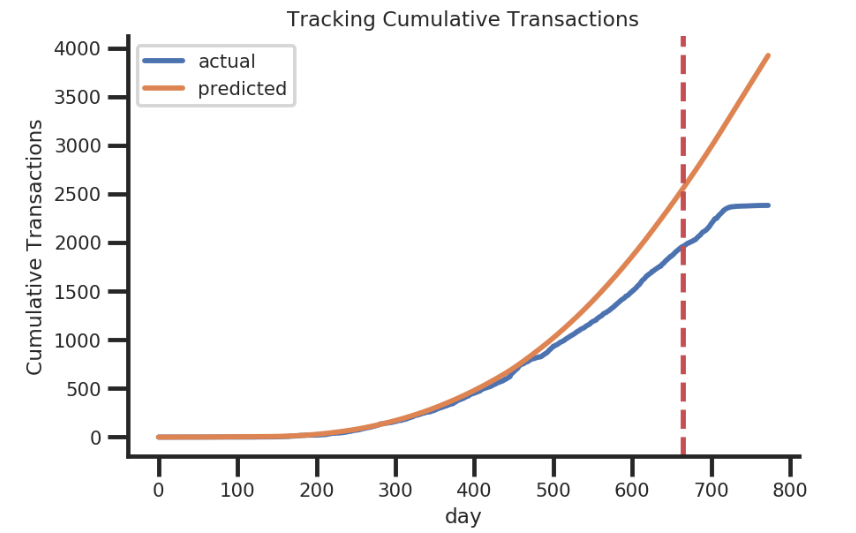 Tracking Cumulative Transactions
actual
predicted
4000
3500
3000
2500
2000
1500
1000
500
0
Cumulative Transactions
0 100 200 300 400 500 600 700 800
day